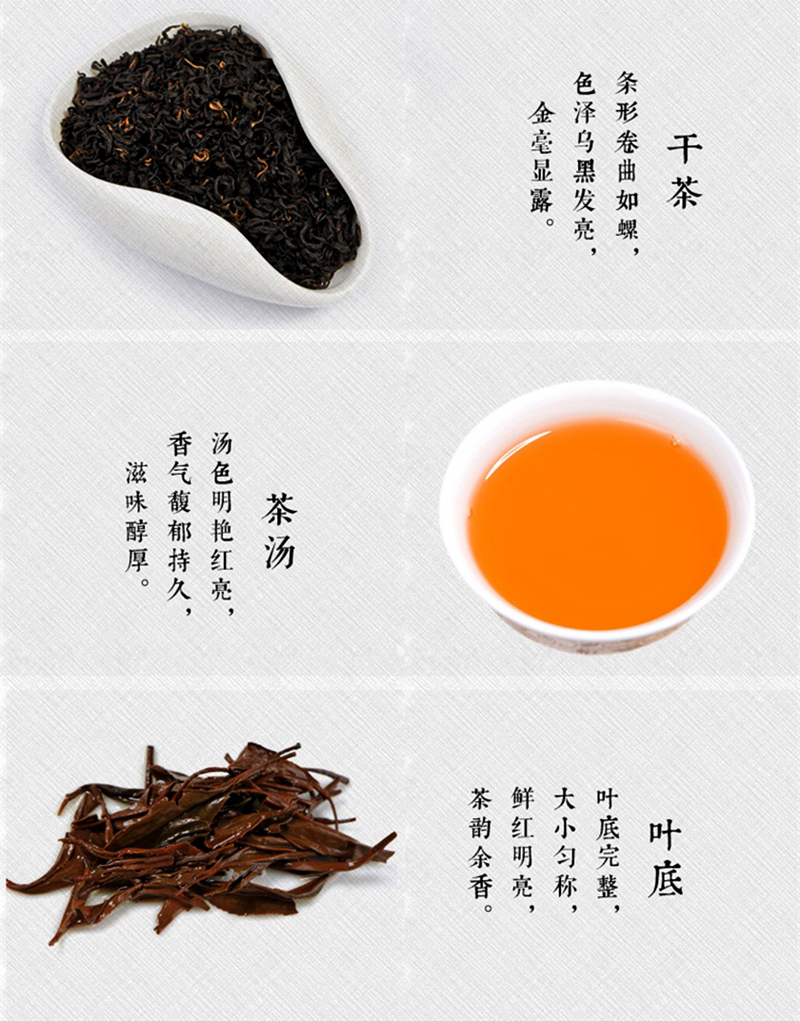 干茶
条形卷曲如螺，
色泽乌黑发亮，
金毫显露。
茶汤
汤色明艳红亮，
香气馥郁持久，
滋味醇厚。
叶底
叶底完整，
大小匀称，
鲜红明亮，
茶韵余香。